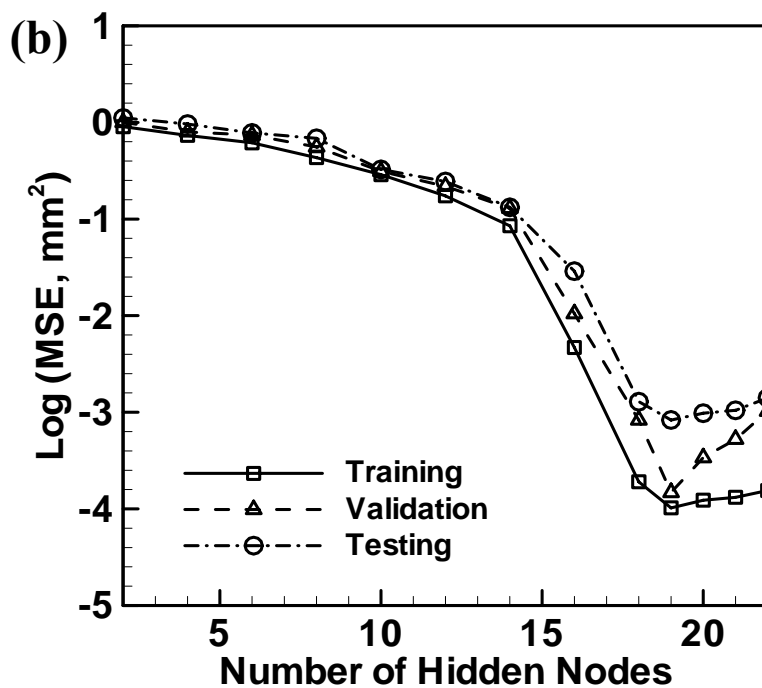 (b)
1
0
-1
-2
-3
-4
-5
Log (MSE, mm²)
Training
Validation
Testing
5 10 15 20
Number of Hidden Nodes